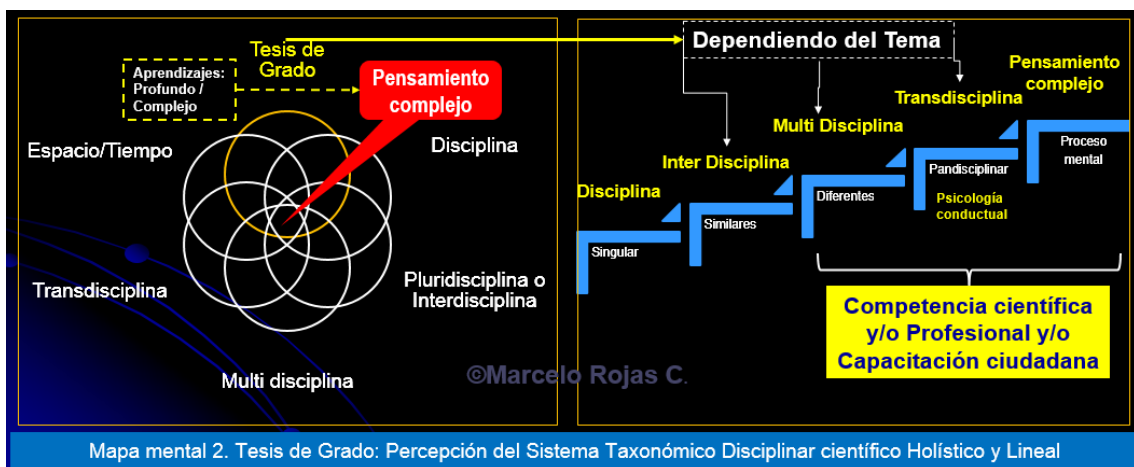 Tesis de
Grado
Aprendizajes:
Profundo /
Complejo
Pensamiento
complejo
Espacio/Tiempo
Disciplina
Transdisciplina
Pluridisciplina o
Interdisciplina
Multi disciplina
Dependiendo del Tema
Pensamiento
complejo
Transdisciplina
Multi Disciplina
Inter Disciplina
Disciplina
Singular
Similares
Diferentes
Pandisciplinar
Psicología
conductual
Proceso
mental
Competencia científica
y/o Profesional y/o
Capacitación ciudadana
©Marcelo Rojas C.
Mapa mental 2. Tesis de Grado: Percepción del Sistema Taxonómico Disciplinar científico Holístico y Lineal